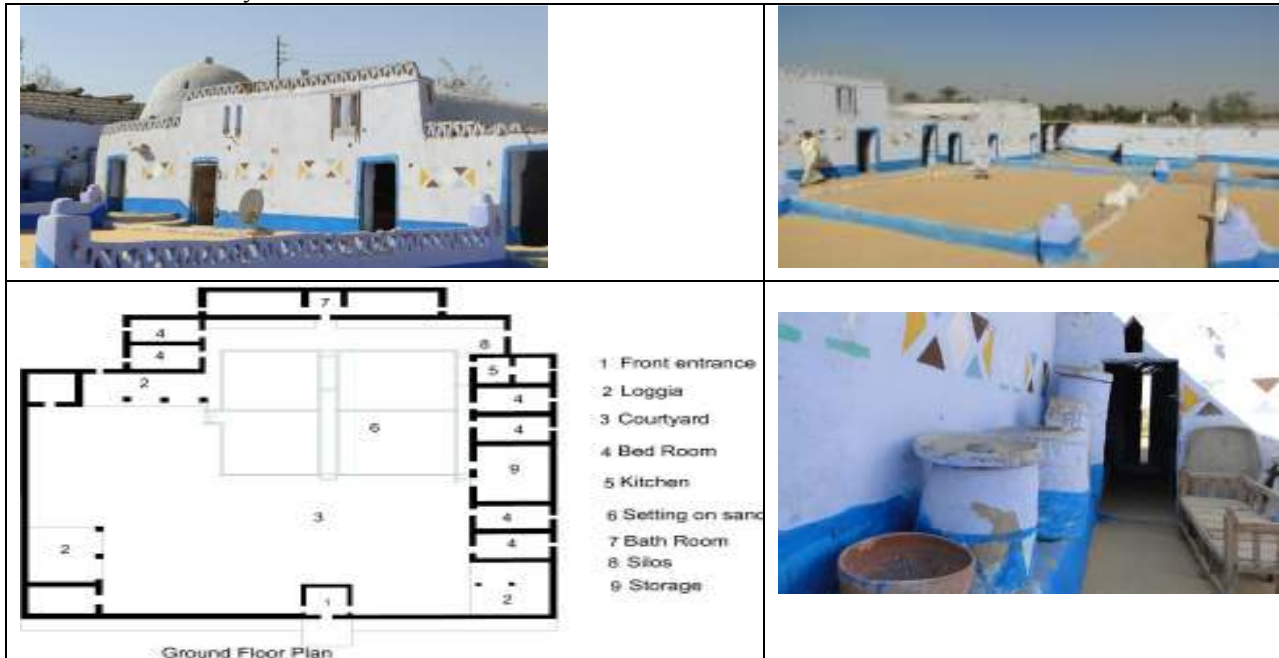 7
4
4
8
5
2
4
6
4
9
3
4
2
4
1
2
1 Front entrance
2 Loggia
3 Courtyard
4 Bed Room
5 Kitchen
6 Setting on sand
7 Bath Room
8 Silos
9 Storage
Ground Floor Plan